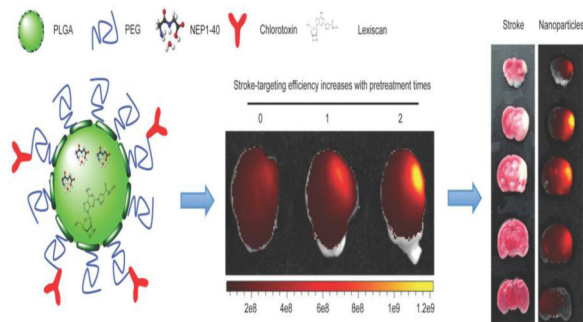 PLGA PEG NEP1-40 Chlorotoxin Lexiscan
Stroke Nanoparticles
Stroke-targeting efficiency increases with pretreatment times
0 1 2
2e8 4e8 6e8 8e8 1e9 1.2e9